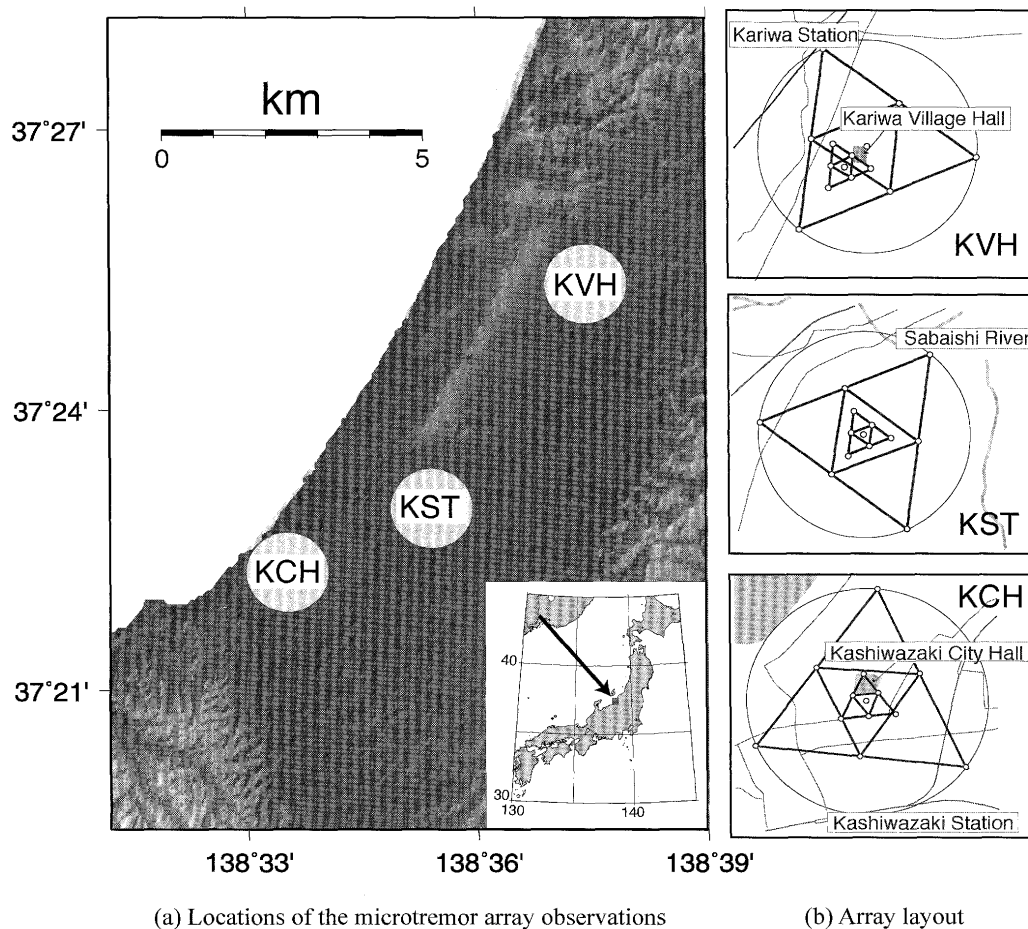 km
0
5
37°27'
37°24'
37°21'
138°33'
138°36'
138°39'
KVH
KST
KCH
40
30
130
140
(a) Locations of the microtremor array observations
Kariwa Station
Kariwa Village Hall
KVH
Sabaishi River
KST
KCH
Kashiwazaki City Hall
Kashiwazaki Station
(b) Array layout